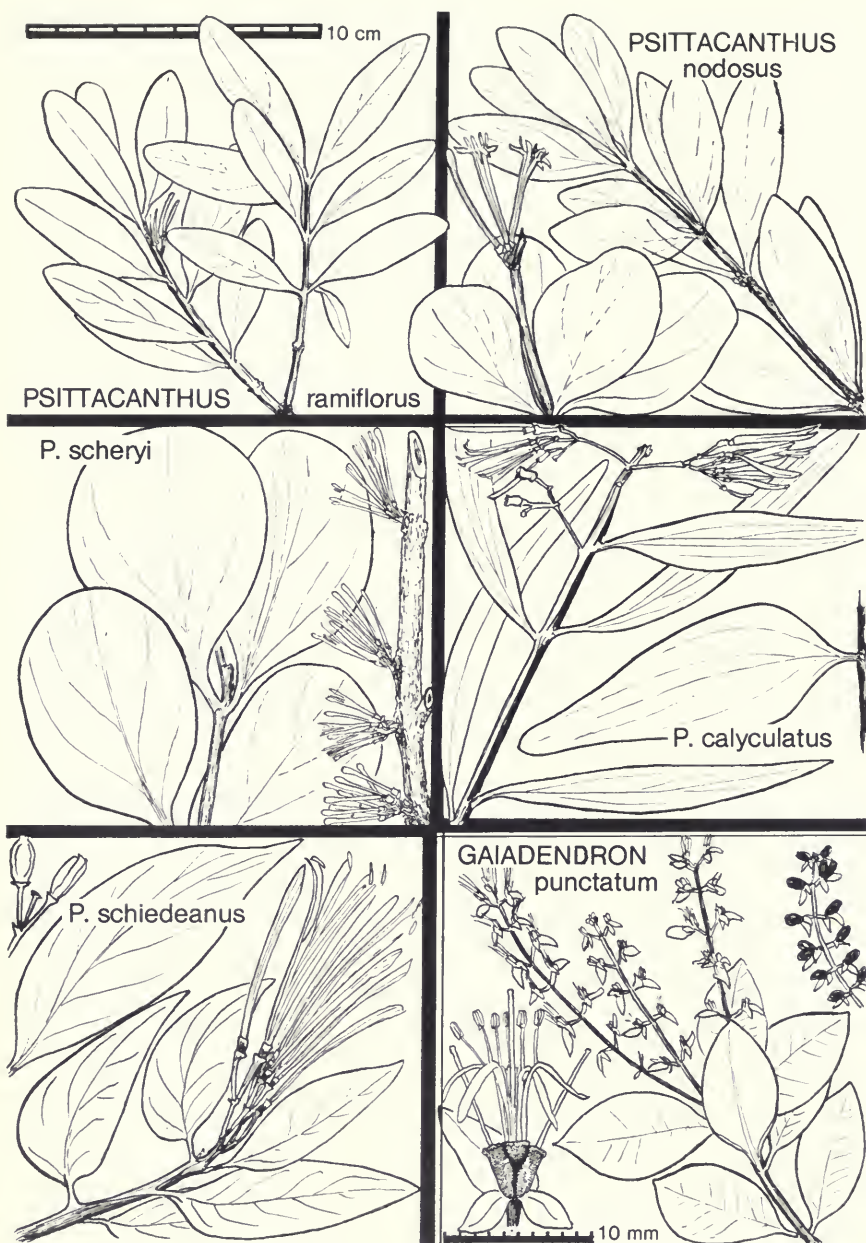 10 cm
PSITTACANTHUS ramiflorus
PSITTACANTHUS
nodosus
P. scheryi
P. calyculatus
P. schiedeanus
GAIADENDRON
punctatum
10 mm